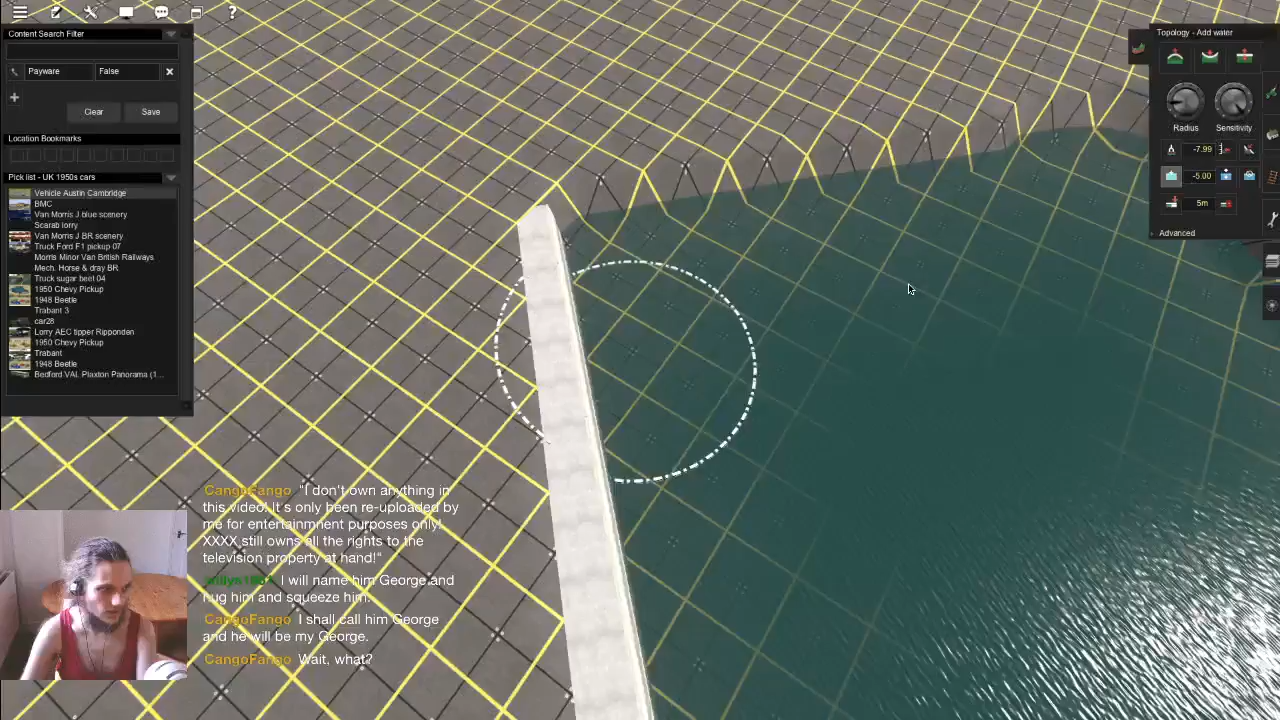 ?
Content Search Filter
Payware False
Clear Save
Location Bookmarks
Pick list - UK 1950s cars
Vehicle Austin Cambridge
BMC
Van Morris J blue scenery
Scarab lorry
Van Morris J BR scenery
Truck Ford F1 pickup 07
Morris Minor Van British Railways
Mech. Horse & dray BR
Truck sugar beet 04
1950 Chevy Pickup
1948 Beetle
Trabant 3
car28
Lorry AEC tipper Ripponden
1950 Chevy Pickup
Trabant
1948 Beetle
Bedford VAL Plaxton Panorama (1...
CangoFango "I don't own anything in
this video! It's only been re-uploaded by
me for entertainmnent purposes only!
XXXX still owns all the rights to the
television property at hand!"
I will name him George and
hug him and squeeze him.
CangoFango I shall call him George
and he will be my George.
CangoFango Wait, what?
Topology - Add water
Radius Sensitivity
-7.99
-5.00
5m
Advanced